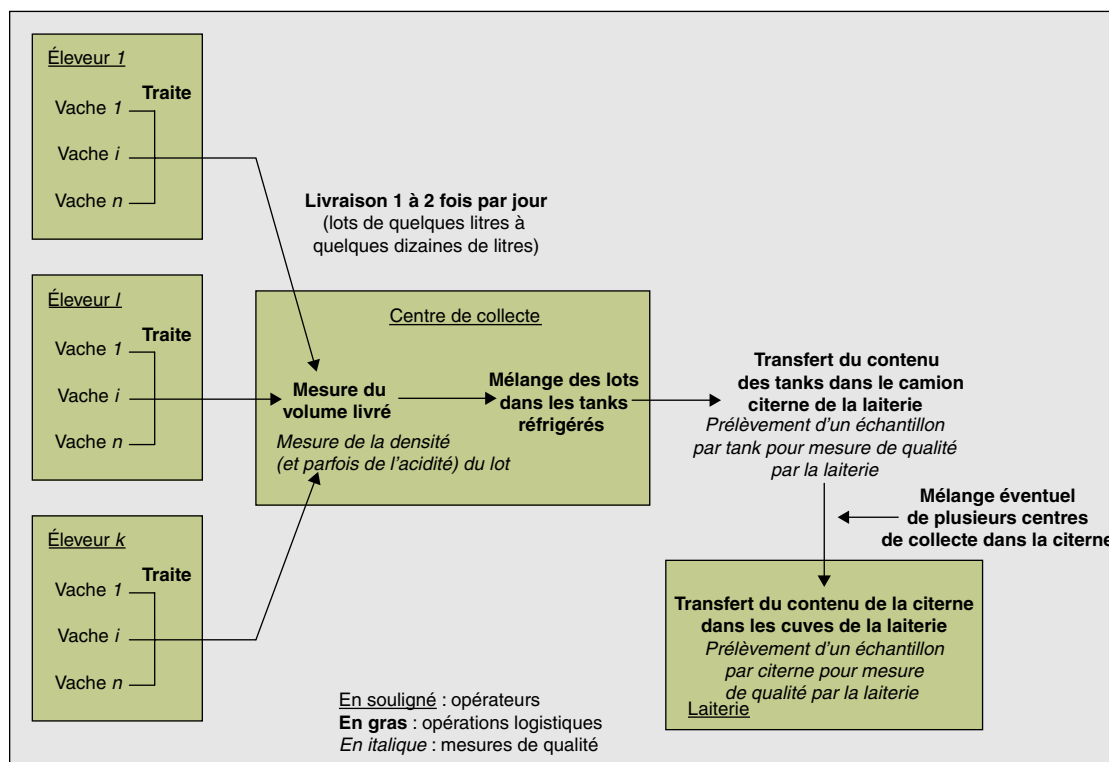 Éleveur 1
Traite
Vache 1
Vache i
Vache n
Livraison 1 à 2 fois par jour
(lots de quelques litres à
quelques dizaines de litres)
Éleveur l
Traite
Vache 1
Vache i
Vache n
Centre de collecte
Mesure du
volume livré
Mesure de la densité
(et parfois de l'acidité) du lot
Mélange des lots
dans les tanks
réfrigérés
Transfert du contenu
des tanks dans le camion
citerne de la laiterie
Prélèvement d'un échantillon
par tank pour mesure de qualité
par la laiterie
Mélange éventuel
de plusieurs centres
de collecte dans la citerne
Éleveur k
Traite
Vache 1
Vache i
Vache n
Transfert du contenu de la citerne
dans les cuves de la laiterie
Prélèvement d'un échantillon
par citerne pour mesure
de qualité par la laiterie
Laiterie
En souligné : opérateurs
En gras : opérations logistiques
En italique : mesures de qualité